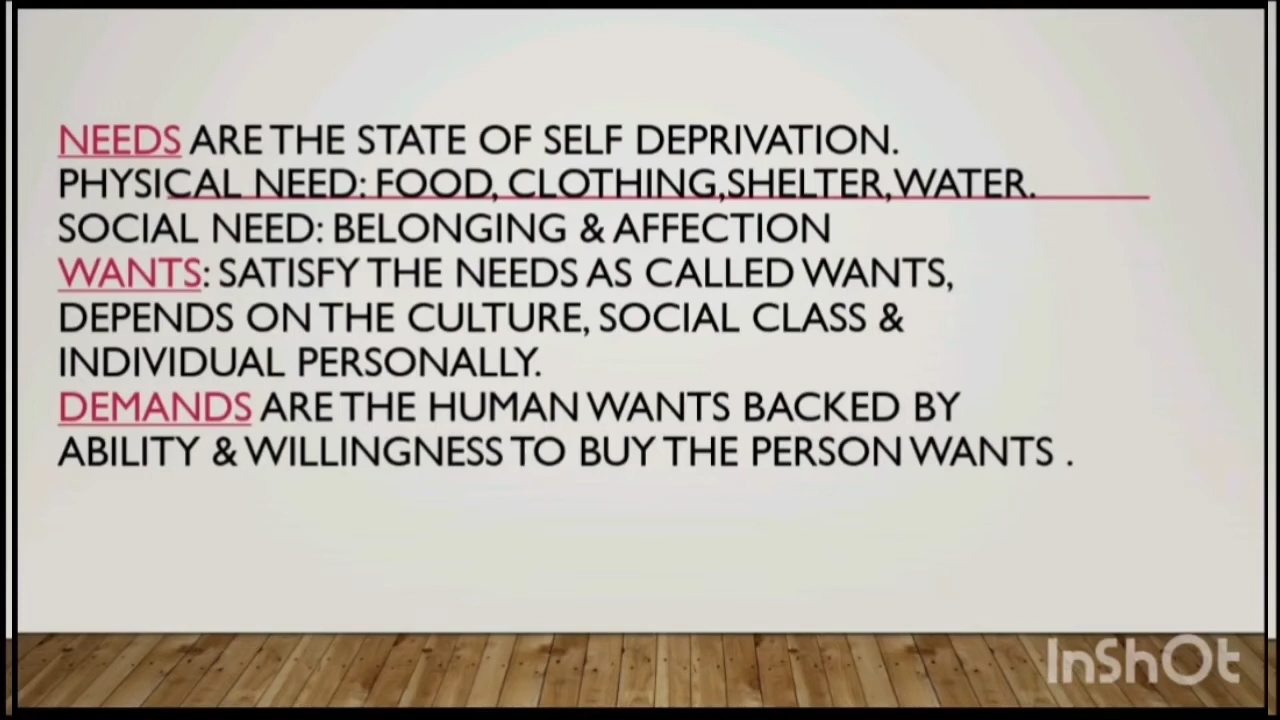 NEEDS ARE THE STATE OF SELF DEPRIVATION.
PHYSICAL NEED: FOOD, CLOTHING,SHELTER,WATER.
SOCIAL NEED: BELONGING & AFFECTION
WANTS: SATISFY THE NEEDS AS CALLED WANTS,
DEPENDS ON THE CULTURE, SOCIAL CLASS &
INDIVIDUAL PERSONALLY.
DEMANDS ARE THE HUMAN WANTS BACKED BY
ABILITY & WILLINGNESS TO BUY THE PERSON WANTS .
InShOt